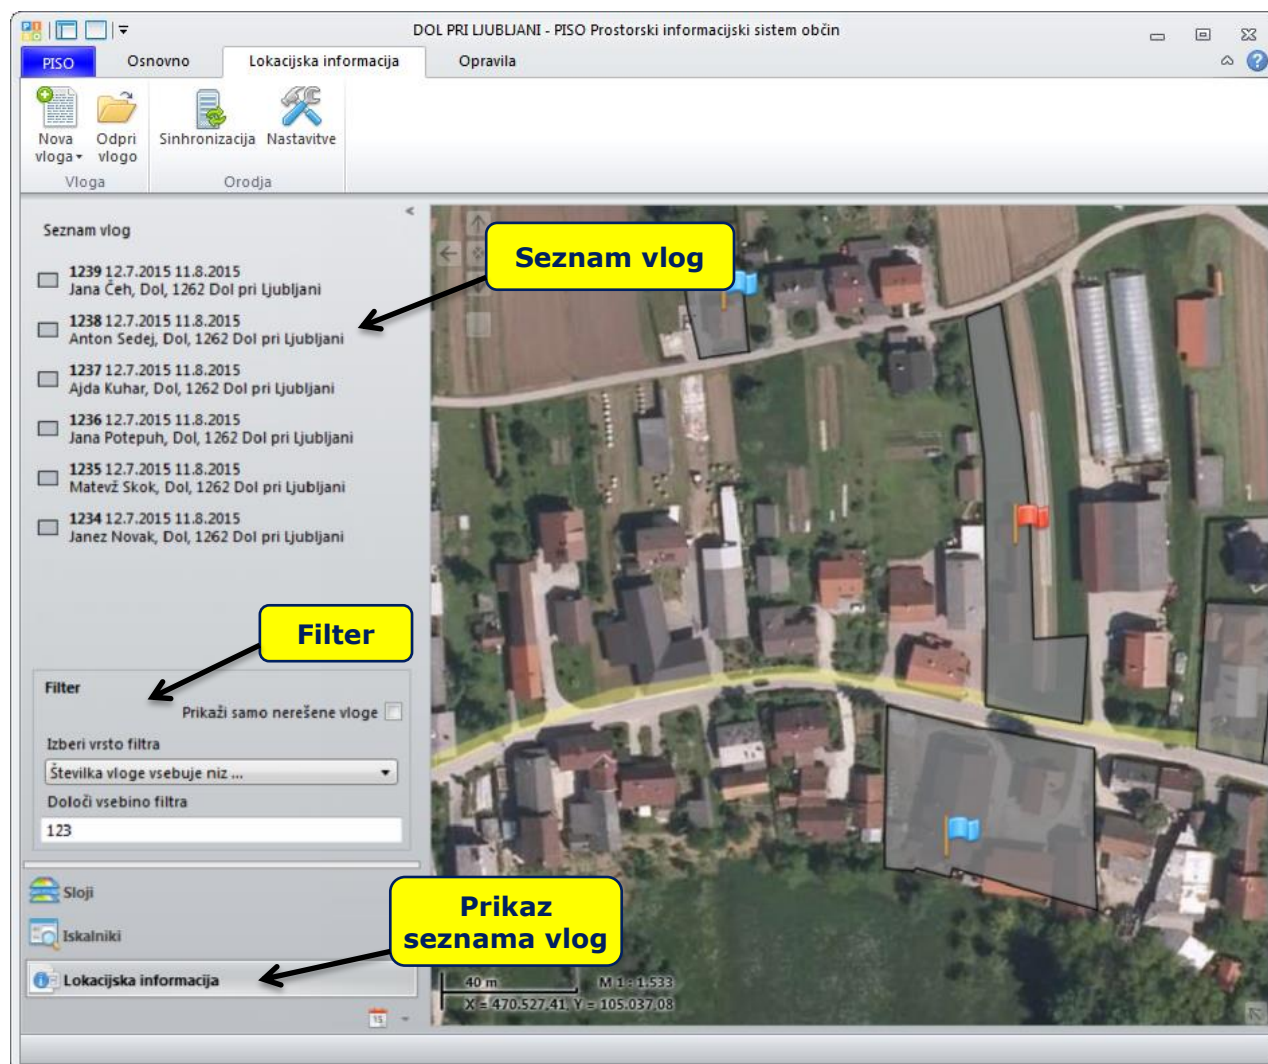 DOL PRI LJUBLJANI - PISO Prostorski informacijski sistem občin
PISO Osnovno Lokacijska informacija Opravila
Nova vloga Odpri vlogo Sinhronizacija Nastavitve
Vloga Orodja
Seznam vlog
1239 12.7.2015 11.8.2015
Jana Čeh, Dol, 1262 Dol pri Ljubljani
1238 12.7.2015 11.8.2015
Anton Sedej, Dol, 1262 Dol pri Ljubljani
1237 12.7.2015 11.8.2015
Ajda Kuhar, Dol, 1262 Dol pri Ljubljani
1236 12.7.2015 11.8.2015
Jana Potepuh, Dol, 1262 Dol pri Ljubljani
1235 12.7.2015 11.8.2015
Matevž Skok, Dol, 1262 Dol pri Ljubljani
1234 12.7.2015 11.8.2015
Janez Novak, Dol, 1262 Dol pri Ljubljani
Seznam vlog
Filter
Filter
Prikaži samo nerešene vloge
Izberi vrsto filtra
Številka vloge vsebuje niz ...
Določi vsebino filtra
123
Sloji
Iskalniki
Lokacijska informacija
Prikaz
seznama vlog
15
40 m M 1 : 1.533
X = 470.527,41, Y = 105.037,08